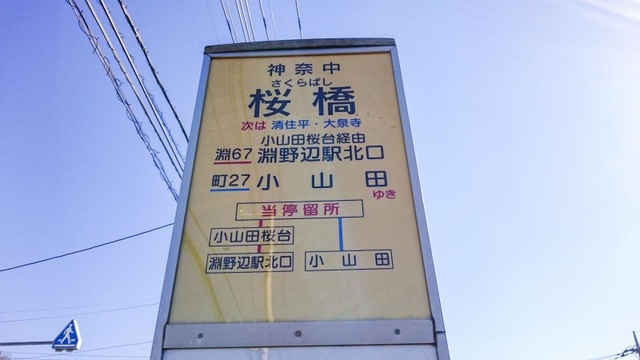 神奈中
さくらばし
桜橋
次は 清住平・大泉寺
小山田桜台経由
淵67 淵野辺駅北口
町27 小山田
ゆき
当停留所
小山田桜台
淵野辺駅北口 小山田